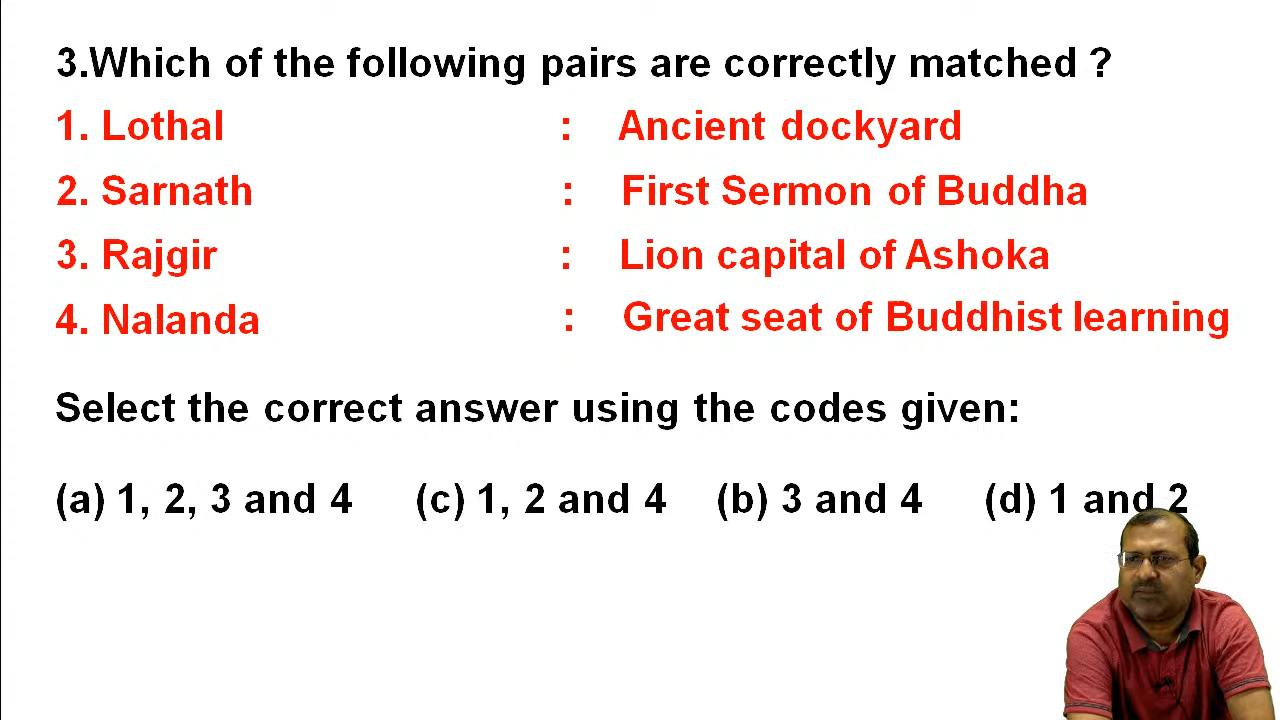 3.Which of the following pairs are correctly matched ?
1. Lothal : Ancient dockyard
2. Sarnath : First Sermon of Buddha
3. Rajgir : Lion capital of Ashoka
4. Nalanda : Great seat of Buddhist learning
Select the correct answer using the codes given:
(a) 1, 2, 3 and 4 (c) 1, 2 and 4 (b) 3 and 4 (d) 1 and 2